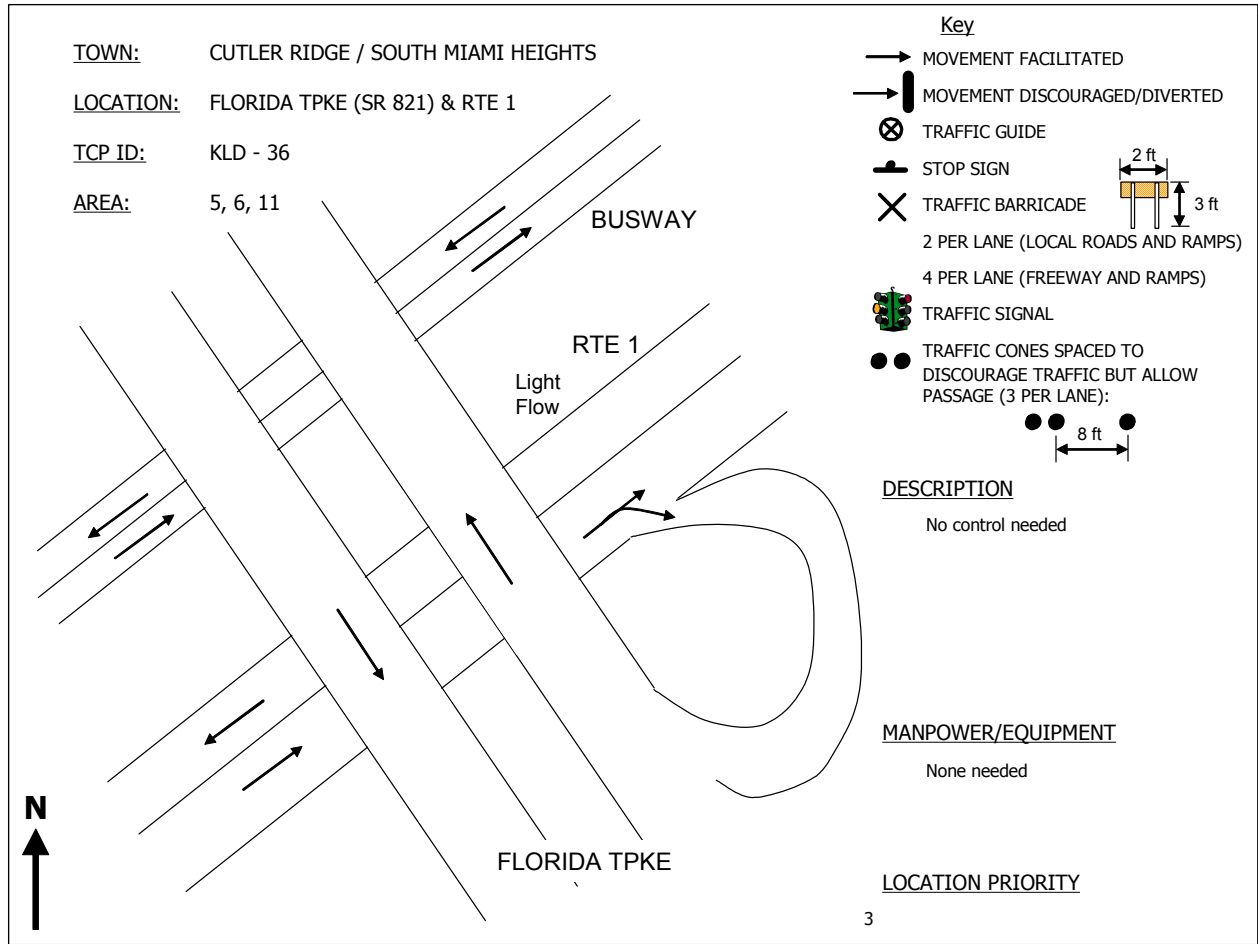 TOWN: CUTLER RIDGE / SOUTH MIAMI HEIGHTS
LOCATION: FLORIDA TPKE (SR 821) & RTE 1
TCP ID: KLD - 36
AREA: 5, 6, 11
BUSWAY
RTE 1
Light
Flow
FLORIDA TPKE
N
Key
MOVEMENT FACILITATED
MOVEMENT DISCOURAGED/DIVERTED
TRAFFIC GUIDE
STOP SIGN
TRAFFIC BARRICADE
2 ft
3 ft
2 PER LANE (LOCAL ROADS AND RAMPS)
4 PER LANE (FREEWAY AND RAMPS)
TRAFFIC SIGNAL
TRAFFIC CONES SPACED TO
DISCOURAGE TRAFFIC BUT ALLOW
PASSAGE (3 PER LANE):
8 ft
DESCRIPTION
No control needed
MANPOWER/EQUIPMENT
None needed
LOCATION PRIORITY
3